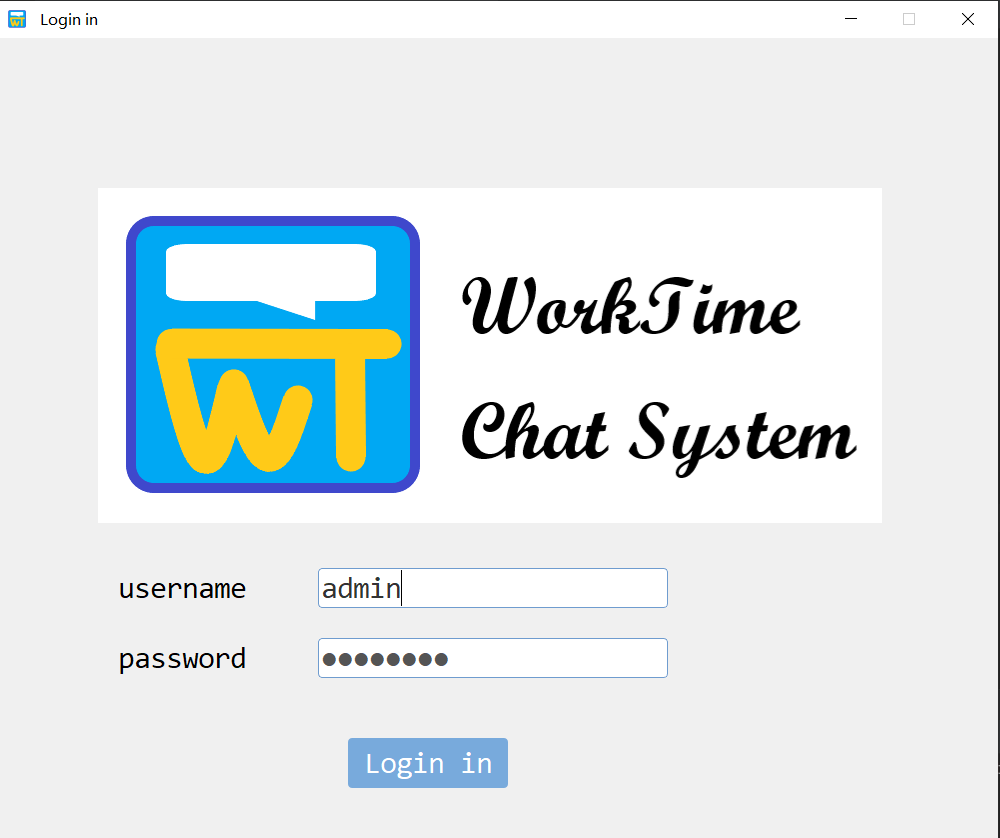 Login in
WT
WorkTime
Chat System
username
admin
password
●●●●●●●●
Login in